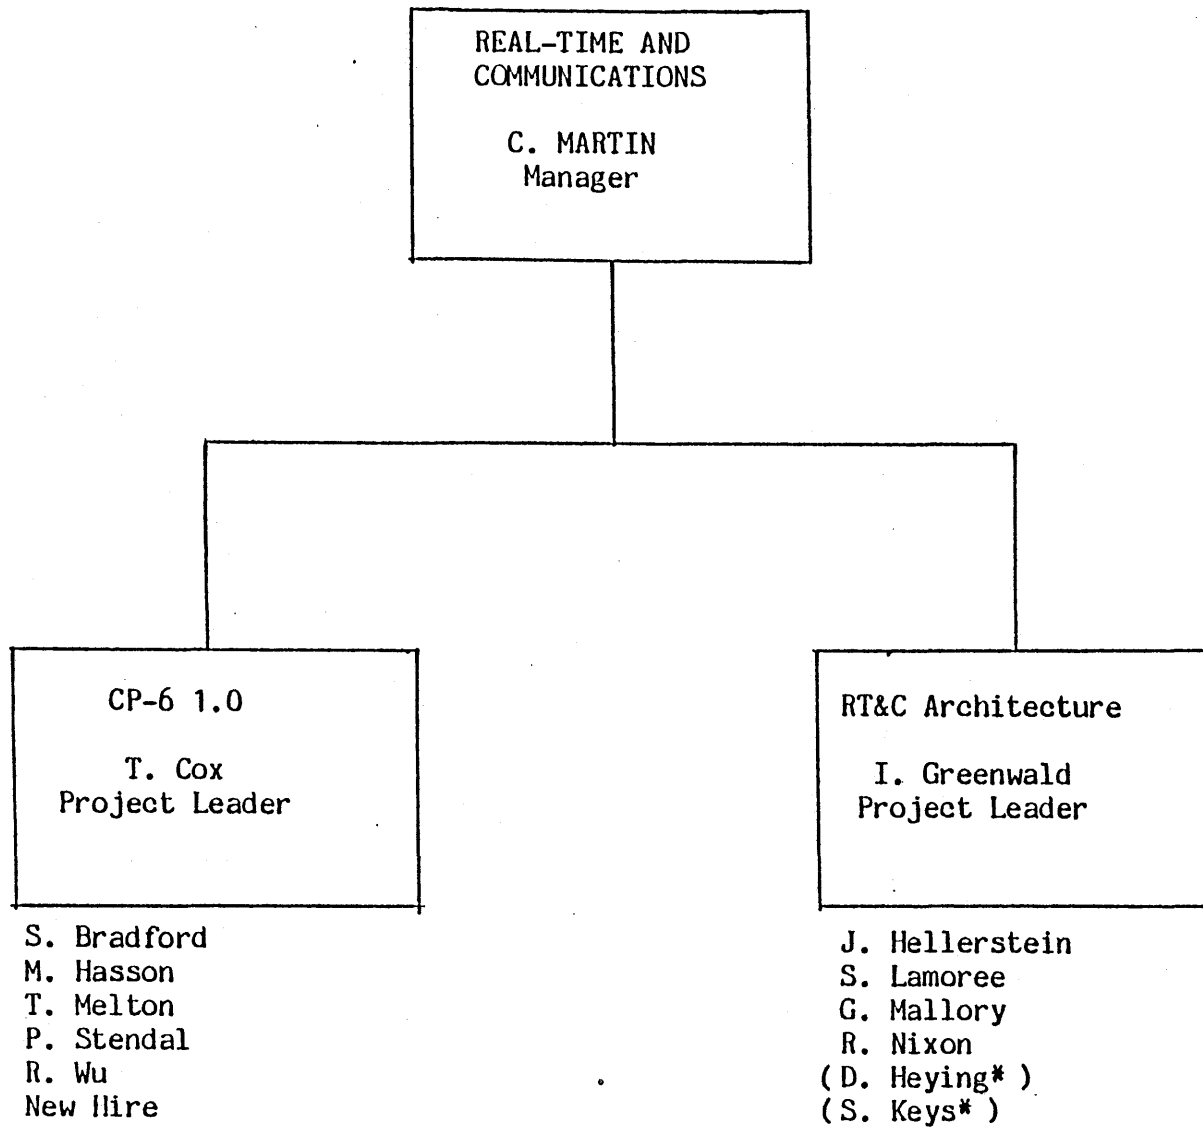 REAL-TIME AND
COMMUNICATIONS
C. MARTIN
Manager
CP-6 1.0
T. Cox
Project Leader
S. Bradford
M. Hasson
T. Melton
P. Stendal
R. Wu
New Hire
RT&C Architecture
I. Greenwald
Project Leader
J. Hellerstein
S. Lamoree
G. Mallory
R. Nixon
(D. Heying* )
(S. Keys* )